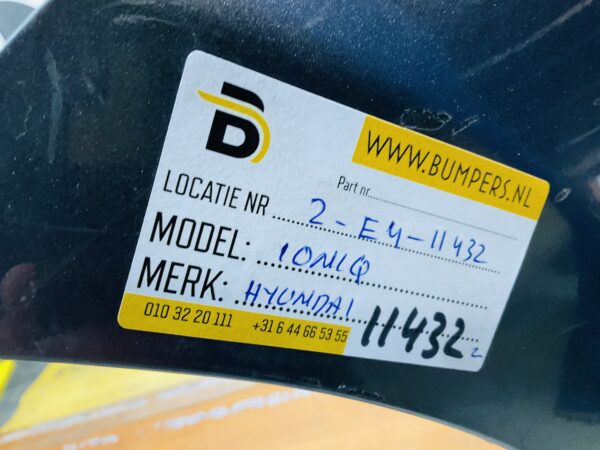 B
WWW.BUMPERS.NL
Part nr.
LOCATIE NR 2-E4-11432
MODEL: IONIQ
MERK: HYUNDAI
11432 2
010 32 20 111 +31 6 44 66 53 55